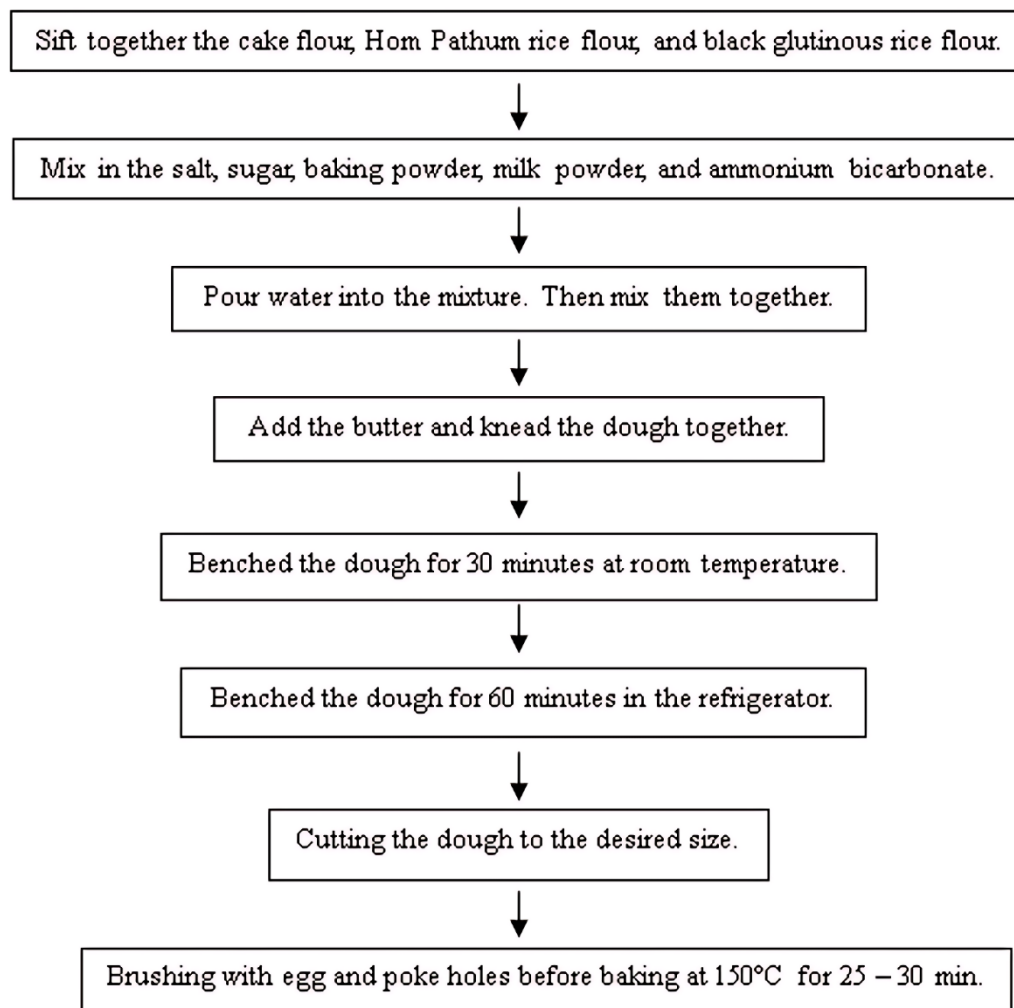 Sift together the cake flour, Hom Pathum rice flour, and black glutinous rice flour.
Mix in the salt, sugar, baking powder, milk powder, and ammonium bicarbonate.
Pour water into the mixture. Then mix them together.
Add the butter and knead the dough together.
Benched the dough for 30 minutes at room temperature.
Benched the dough for 60 minutes in the refrigerator.
Cutting the dough to the desired size.
Brushing with egg and poke holes before baking at 150°C for 25 – 30 min.